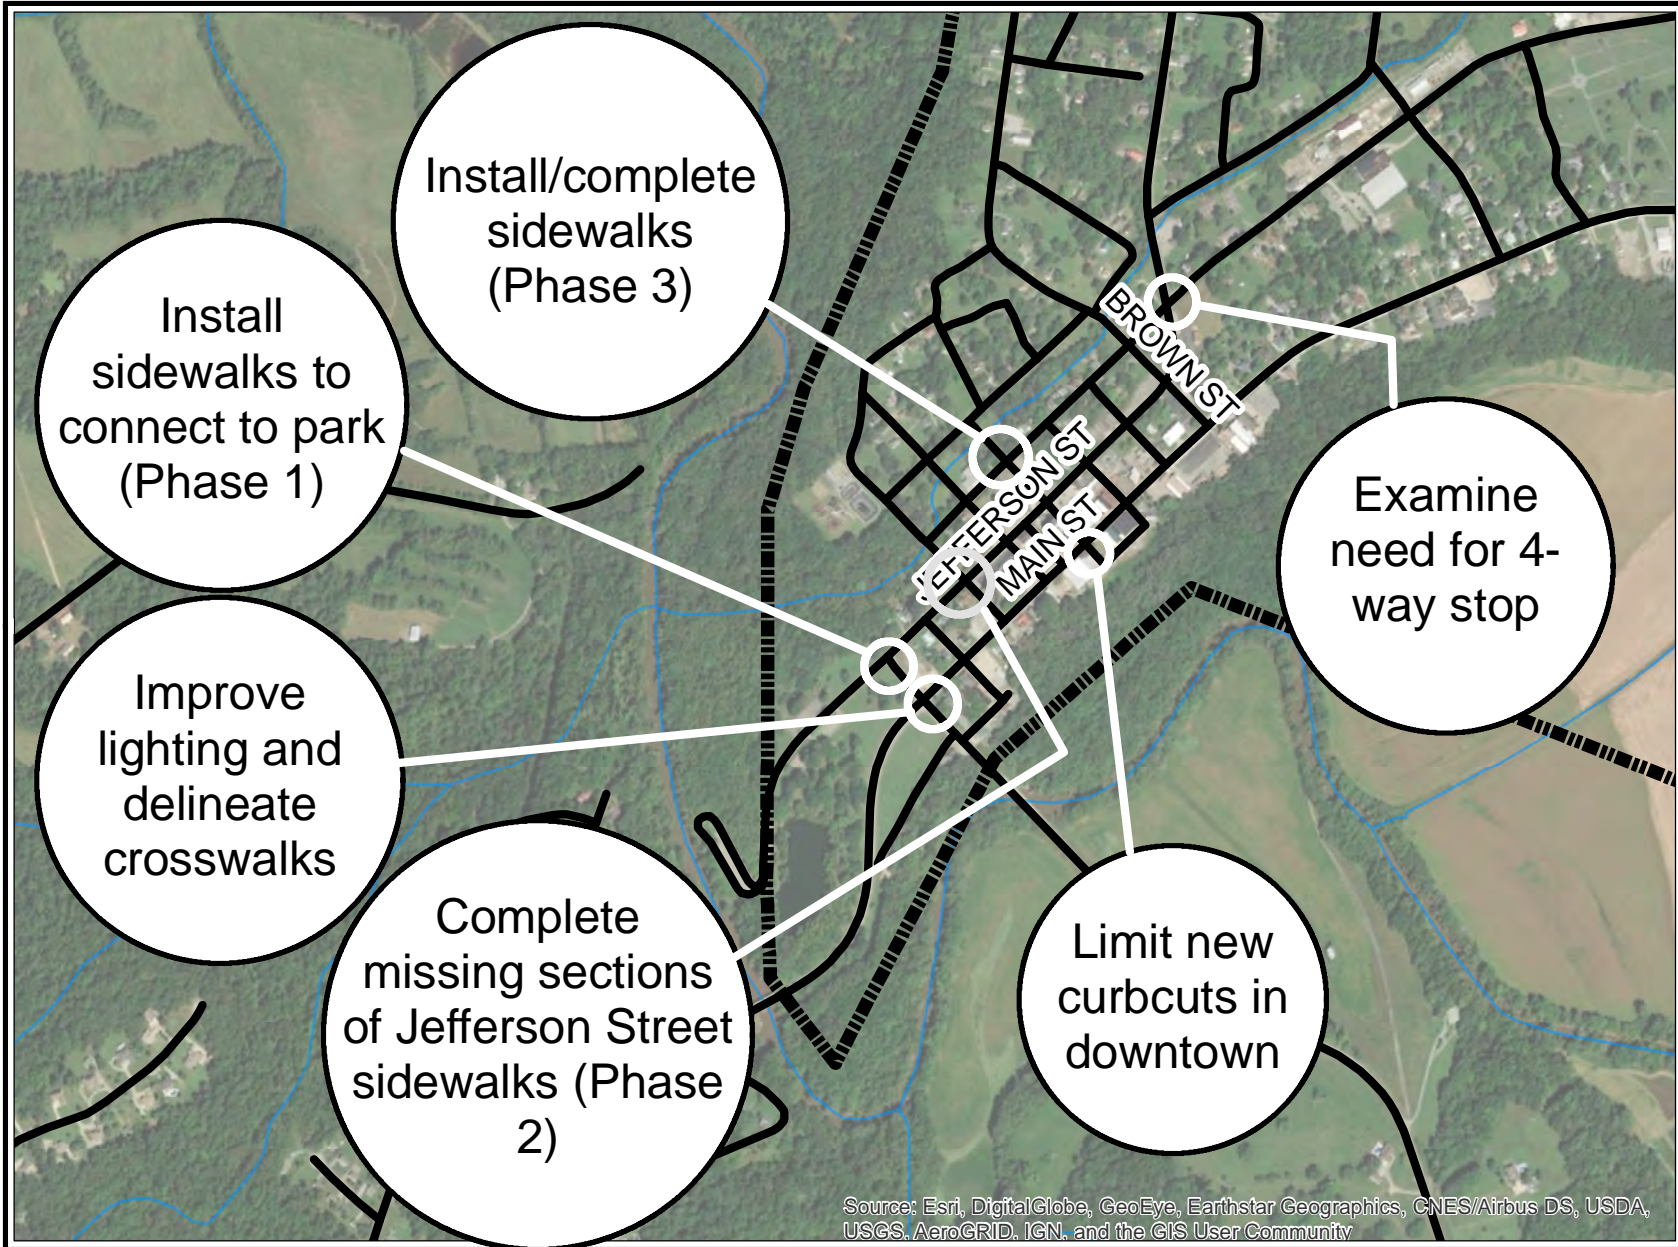 Install/complete
sidewalks
(Phase 3)
Install
sidewalks to
connect to park
(Phase 1)
BROWN ST
JEFFERSON ST
MAIN ST
Examine
need for 4-
way stop
Improve
lighting and
delineate
crosswalks
Complete
missing sections
of Jefferson Street
sidewalks (Phase
2)
Limit new
curbcuts in
downtown
Source: Esri, DigitalGlobe, GeoEye, Earthstar Geographics, CNES/Airbus DS, USDA,
USGS, AeroGRID, IGN, and the GIS User Community